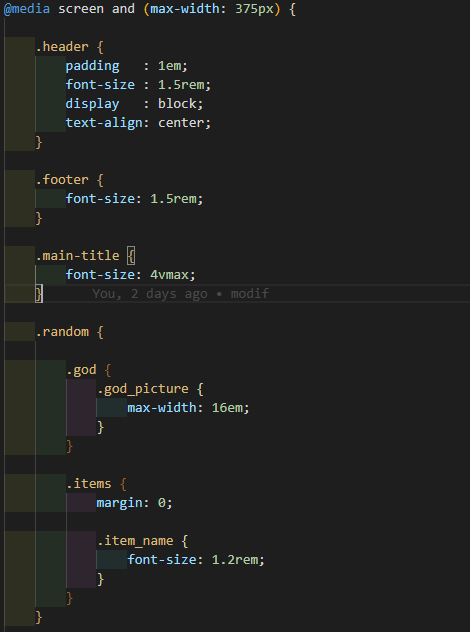 @media screen and (max-width: 375px) {
.header {
padding   : 1em;
font-size : 1.5rem;
display   : block;
text-align: center;
}
.footer {
font-size: 1.5rem;
}
.main-title {
font-size: 4vmax;
}      You, 2 days ago • modif
.random {
.god {
.god_picture {
max-width: 16em;
}
}
.items {
margin: 0;
.item_name {
font-size: 1.2rem;
}
}
}